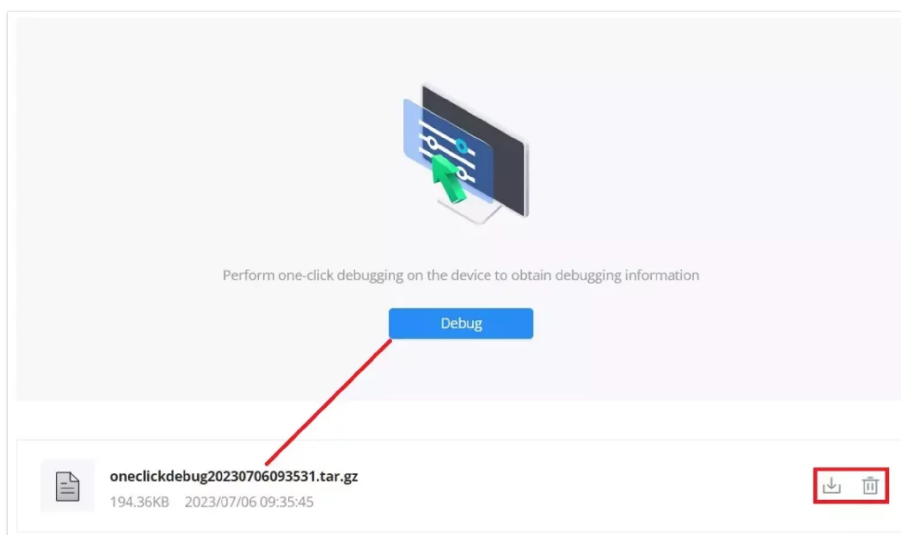 Perform one-click debugging on the device to obtain debugging information
Debug
oneclickdebug20230706093531.tar.gz
194.36KB 2023/07/06 09:35:45